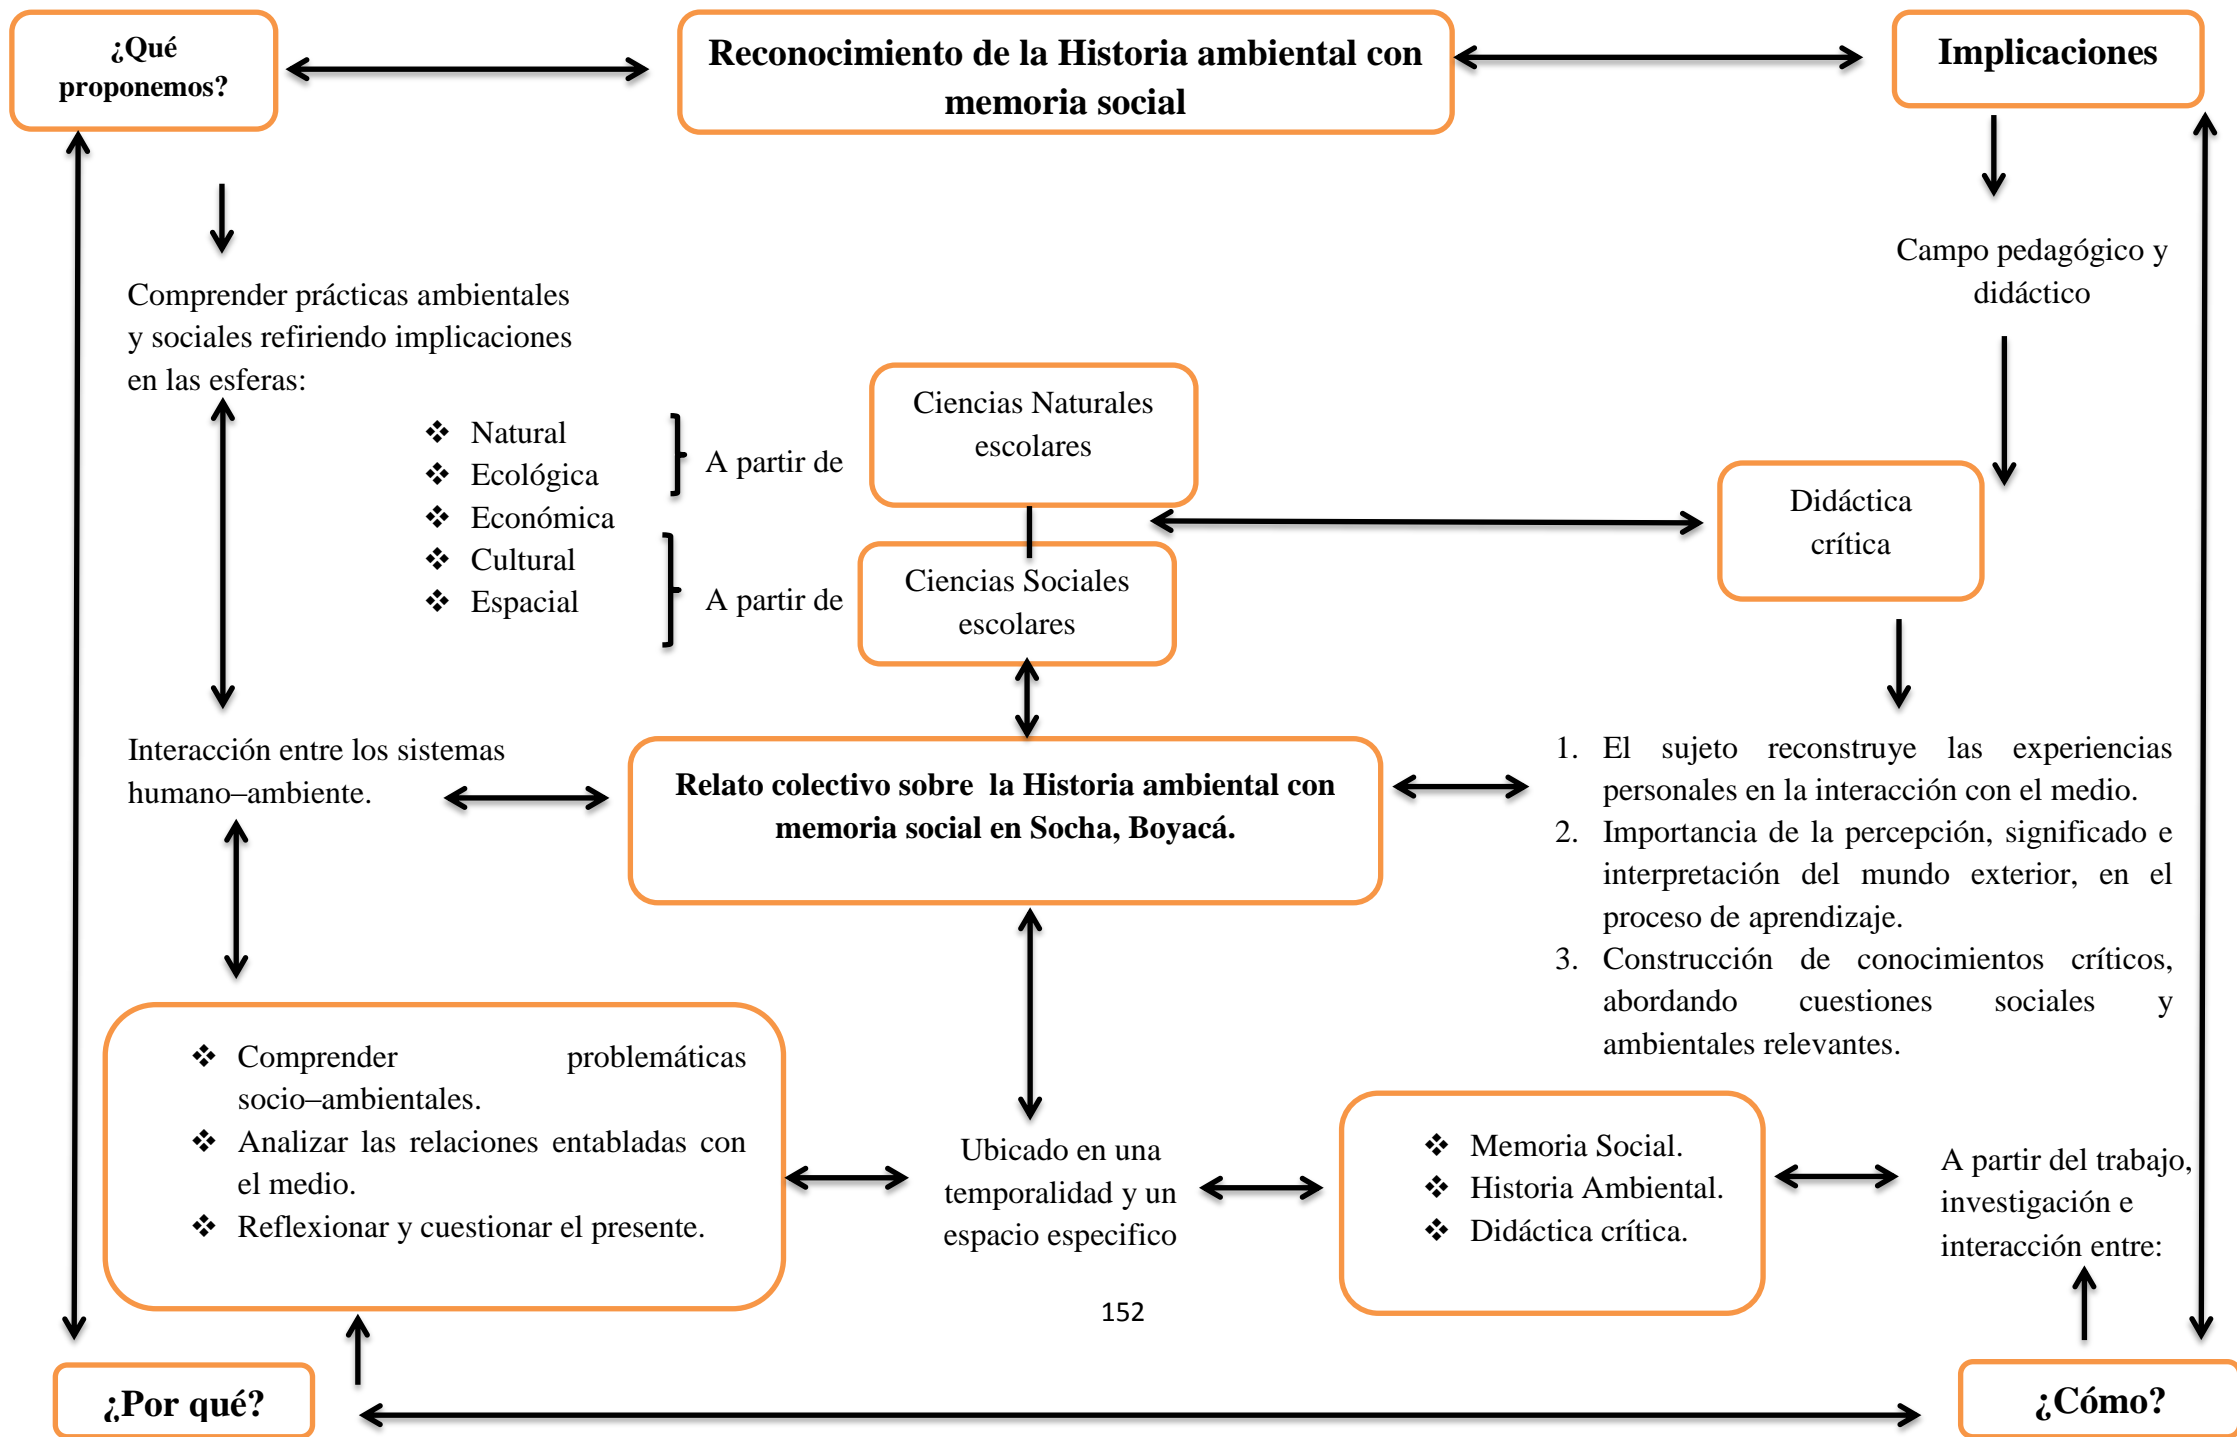 ¿Qué
proponemos?
Reconocimiento de la Historia ambiental con
memoria social
Implicaciones
Comprender prácticas ambientales
y sociales refiriendo implicaciones
en las esferas:
Campo pedagógico y
didáctico
❖ Natural
❖ Ecológica
❖ Económica
❖ Cultural
❖ Espacial
A partir de
A partir de
Ciencias Naturales
escolares
Ciencias Sociales
escolares
Didáctica
crítica
Interacción entre los sistemas
humano–ambiente.
Relato colectivo sobre la Historia ambiental con
memoria social en Socha, Boyacá.
1. El sujeto reconstruye las experiencias
personales en la interacción con el medio.
2. Importancia de la percepción, significado e
interpretación del mundo exterior, en el
proceso de aprendizaje.
3. Construcción de conocimientos críticos,
abordando cuestiones sociales y
ambientales relevantes.
❖ Comprender problemáticas
socio–ambientales.
❖ Analizar las relaciones entabladas con
el medio.
❖ Reflexionar y cuestionar el presente.
Ubicado en una
temporalidad y un
espacio especifico
❖ Memoria Social.
❖ Historia Ambiental.
❖ Didáctica crítica.
A partir del trabajo,
investigación e
interacción entre:
152
¿Por qué?
¿Cómo?